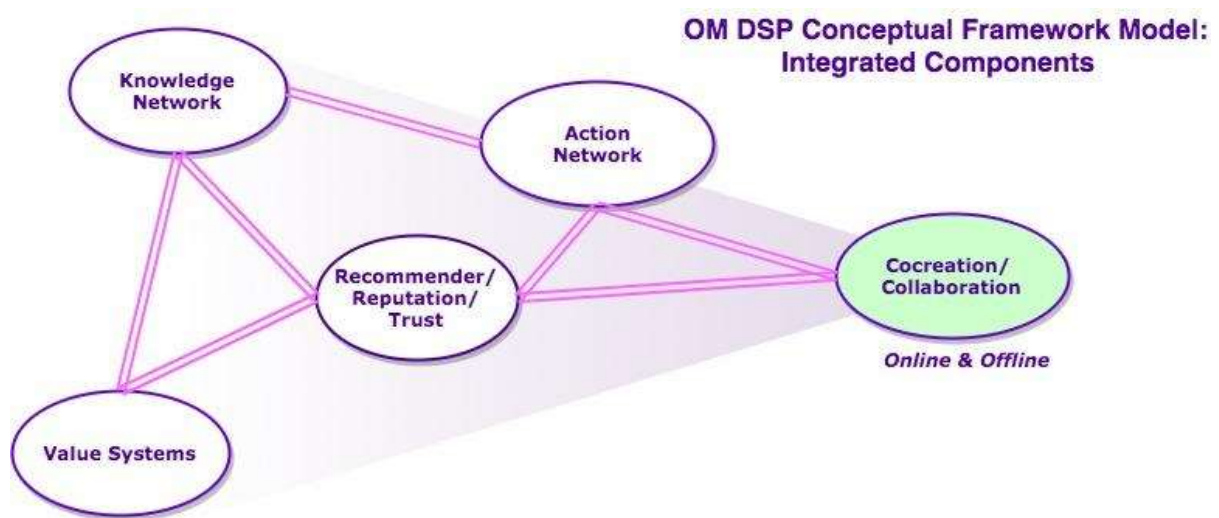 OM DSP Conceptual Framework Model:
Integrated Components
Knowledge
Network
Action
Network
Recommender/
Reputation/
Trust
Cocreation/
Collaboration
Online & Offline
Value Systems